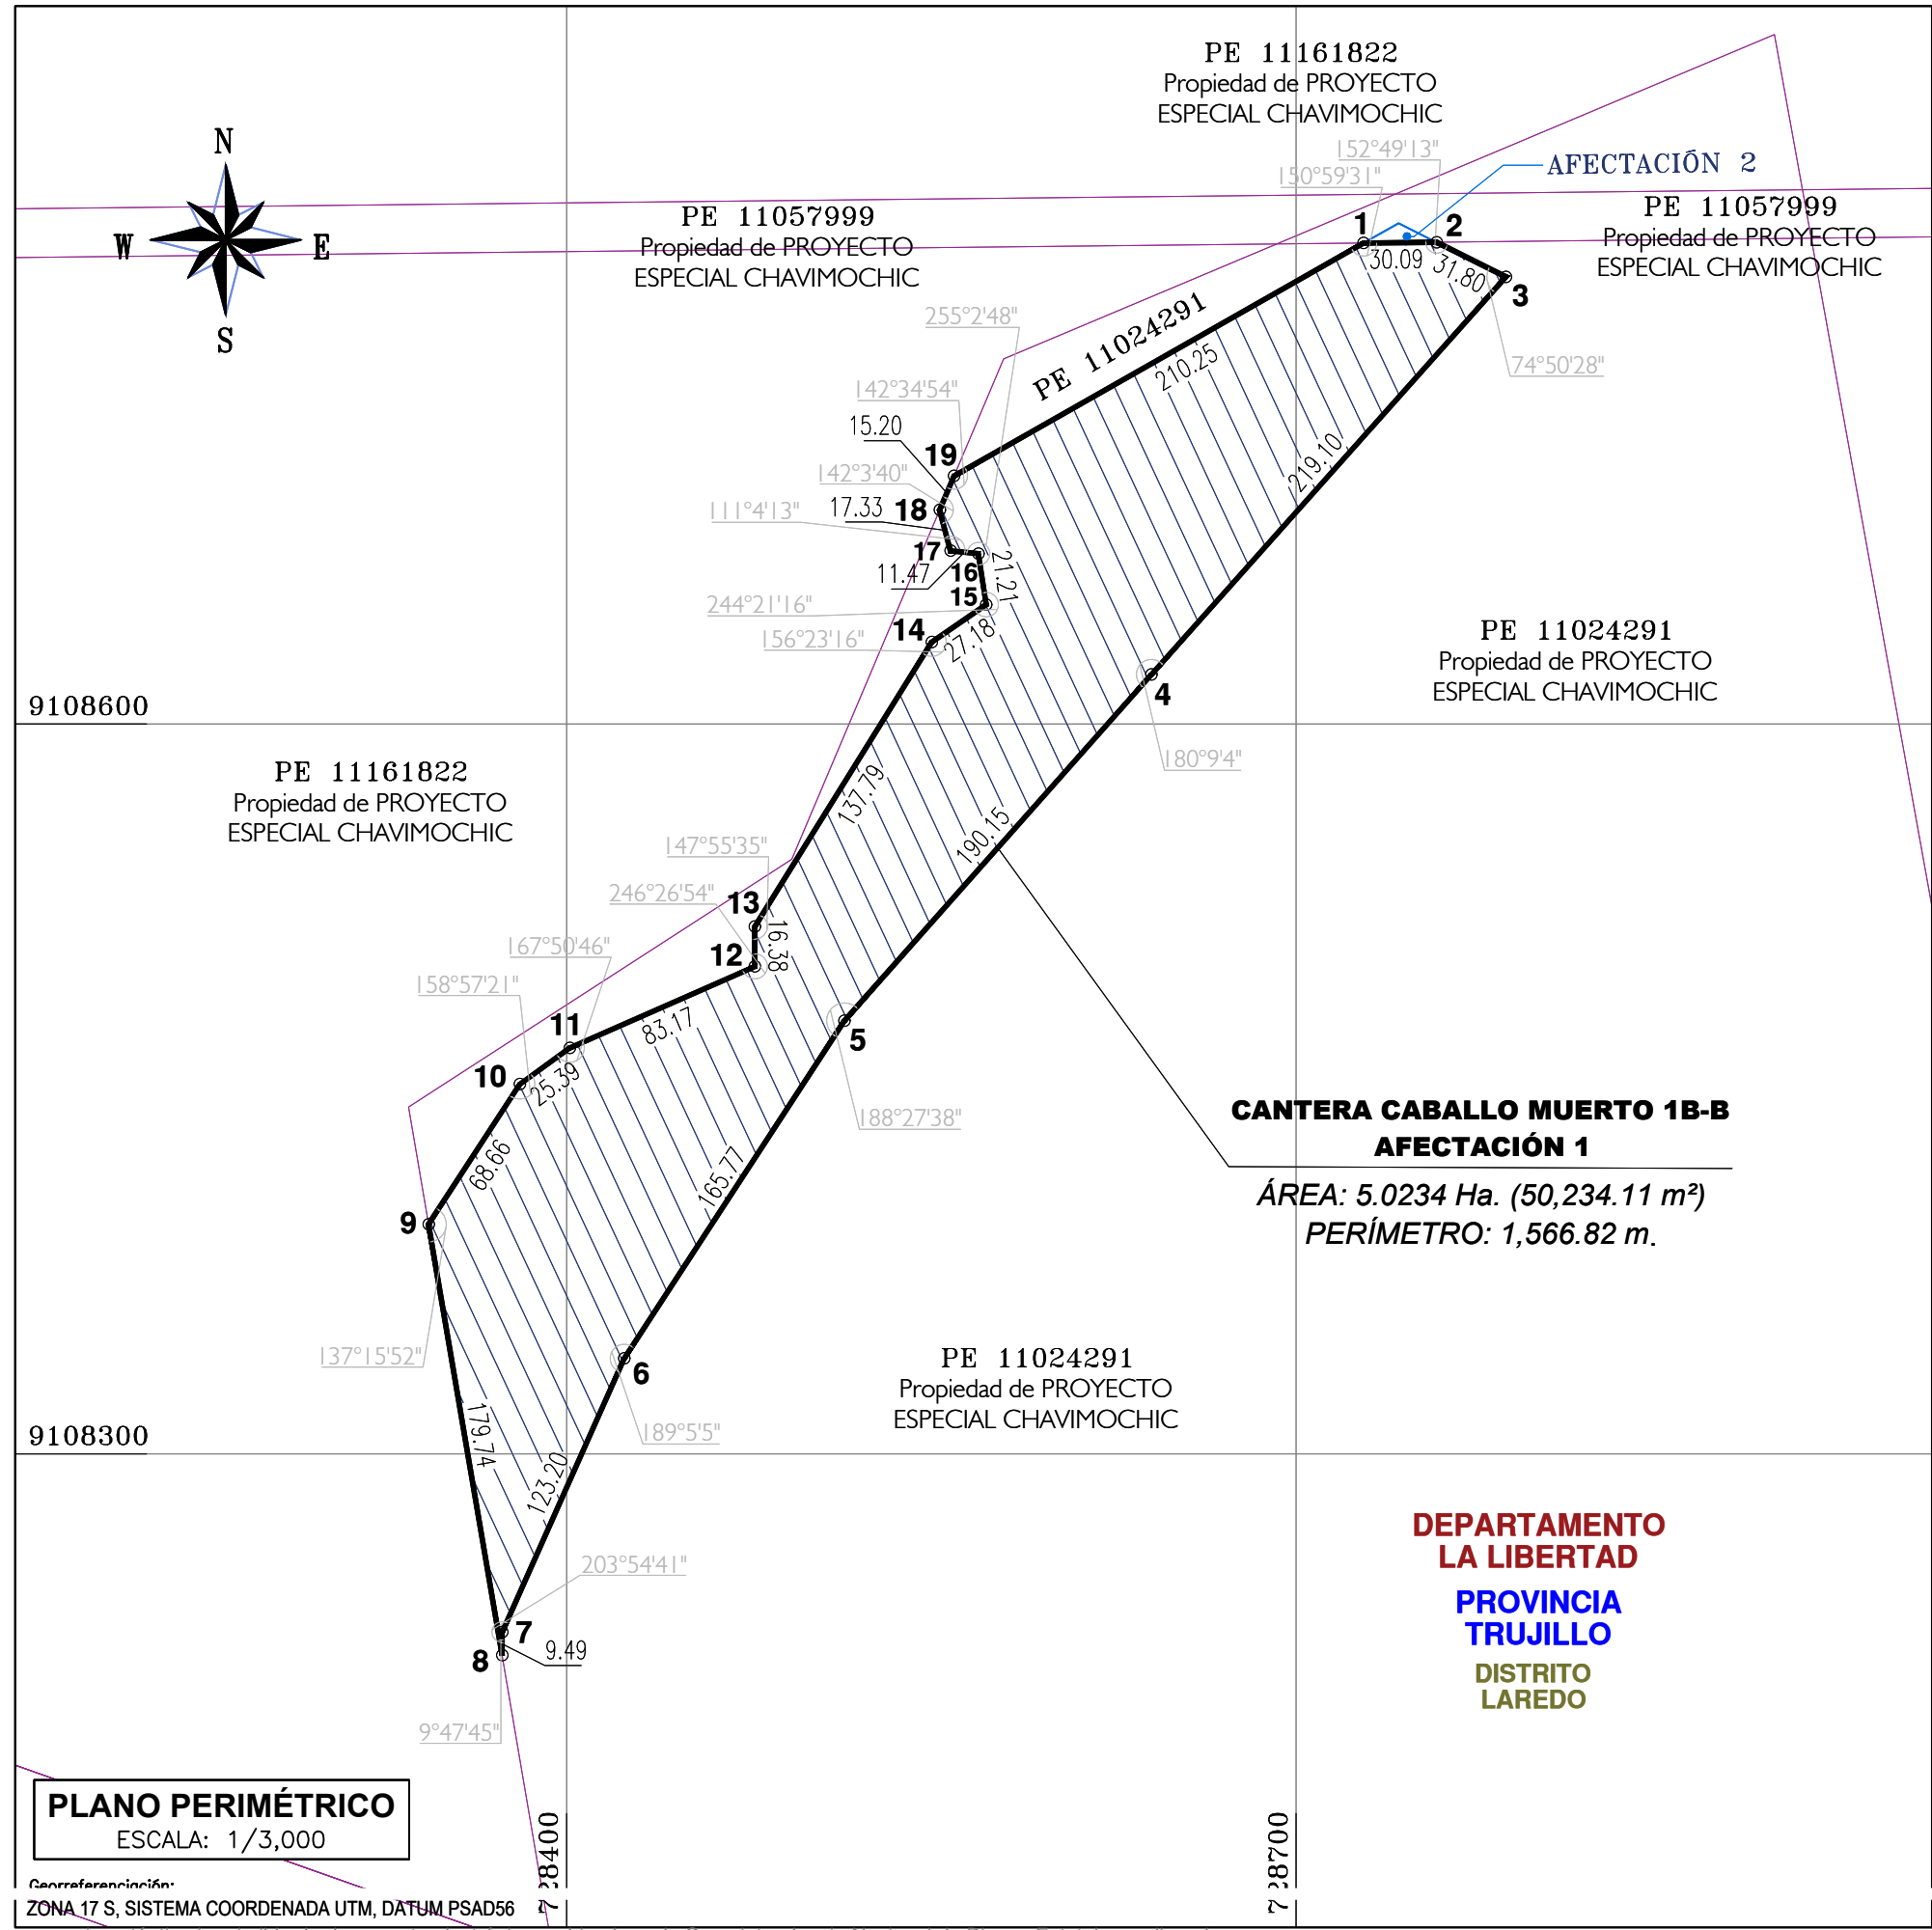 PE 11161822
Propiedad de PROYECTO
ESPECIAL CHAVIMOCHIC
152°49'13"
150°59'31"
AFECTACIÓN 2
N
W
E
S
PE 11057999
Propiedad de PROYECTO
ESPECIAL CHAVIMOCHIC
PE 11057999
Propiedad de PROYECTO
ESPECIAL CHAVIMOCHIC
1
2
30.09
31.80
3
255°2'48"
PE 11024291
210.25
74°50'28"
142°34'54"
15.20
19
142°3'40"
219.10
18
17.33
111°4'13"
17
16
11.47
21.21
244°21'16"
15
14
27.18
156°23'16"
PE 11024291
Propiedad de PROYECTO
ESPECIAL CHAVIMOCHIC
4
9108600
180°9'4"
PE 11161822
Propiedad de PROYECTO
ESPECIAL CHAVIMOCHIC
137.79
190.15
147°55'35"
246°26'54"
13
16.38
12
167°50'46"
158°57'21"
11
83.17
5
10
25.39
188°27'38"
CANTERA CABALLO MUERTO 1B-B
AFECTACIÓN 1
ÁREA: 5.0234 Ha. (50,234.11 m²)
PERÍMETRO: 1,566.82 m.
68.66
165.77
9
137°15'52"
6
PE 11024291
Propiedad de PROYECTO
ESPECIAL CHAVIMOCHIC
189°5'5"
9108300
179.74
123.20
203°54'41"
7
8
9.49
9°47'45"
DEPARTAMENTO
LA LIBERTAD
PROVINCIA
TRUJILLO
DISTRITO
LAREDO
PLANO PERIMÉTRICO
ESCALA: 1/3,000
728400
728700
Georreferenciación:
ZONA 17 S, SISTEMA COORDENADA UTM, DATUM PSAD56